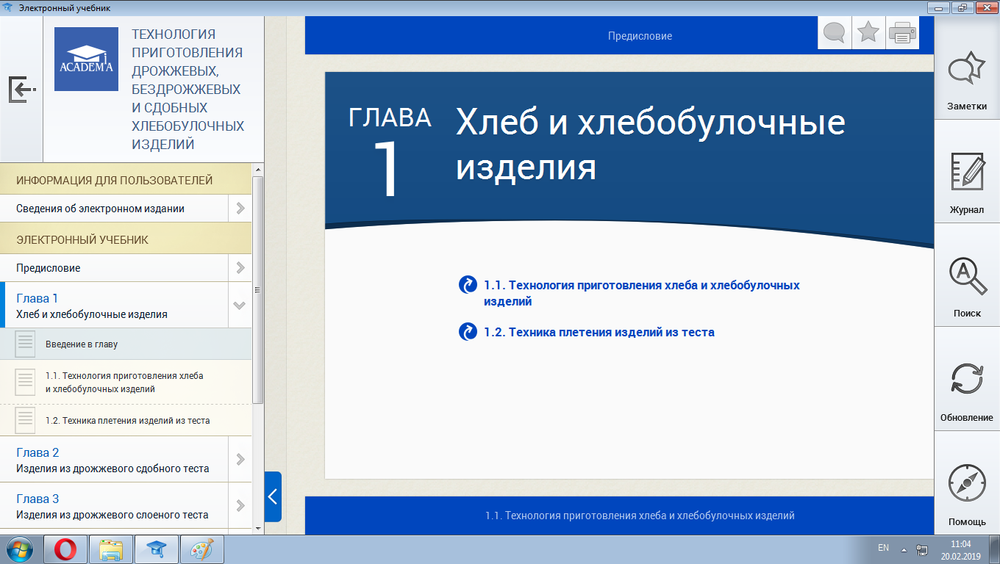 Электронный учебник
ACADEMIA
ТЕХНОЛОГИЯ
ПРИГОТОВЛЕНИЯ
ДРОЖЖЕВЫХ,
БЕЗДРОЖЖЕВЫХ
И СДОБНЫХ
ХЛЕБОБУЛОЧНЫХ
ИЗДЕЛИЙ
ИНФОРМАЦИЯ ДЛЯ ПОЛЬЗОВАТЕЛЕЙ
Сведения об электронном издании
ЭЛЕКТРОННЫЙ УЧЕБНИК
Предисловие
Глава 1
Хлеб и хлебобулочные изделия
Введение в главу
1.1. Технология приготовления хлеба
и хлебобулочных изделий
1.2. Техника плетения изделий из теста
Глава 2
Изделия из дрожжевого сдобного теста
Глава 3
Изделия из дрожжевого слоеного теста
Предисловие
ГЛАВА
1
Хлеб и хлебобулочные
изделия
1.1. Технология приготовления хлеба и хлебобулочных
изделий
1.2. Техника плетения изделий из теста
1.1. Технология приготовления хлеба и хлебобулочных изделий
Заметки
Журнал
A
Поиск
Обновление
Помощь
EN
11:04
20.02.2019